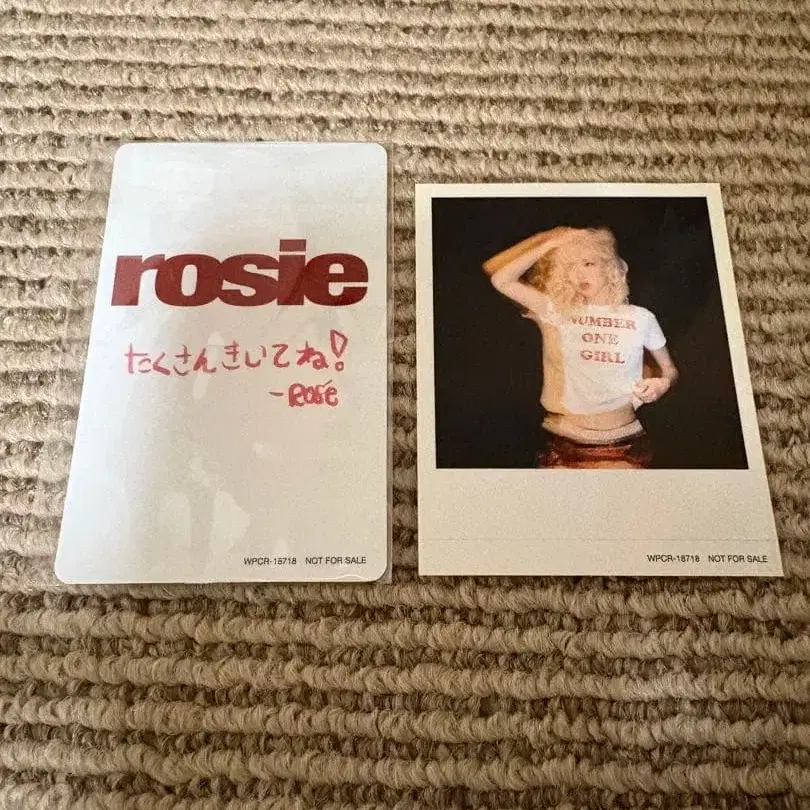 rosie
たくさんきいてね!
-Rosé
WPCR-18718 NOT FOR SALE
NUMBER
ONE
GIRL
WPCR-18718 NOT FOR SALE